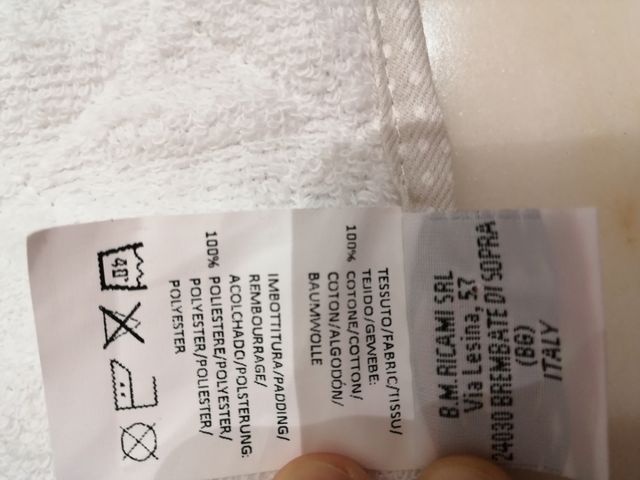 B.M.RICAMI SRL
Via Lesina, 57
24030 BREMBATE DI SOPRA
(BG)
ITALY
TESSUTO/FABRIC/TISSU/
TEJIDO/GEWEBE:
100% COTONE/COTTON/
COTON/ALGODÓN/
BAUMWOLLE
IMBOTTITURA/PADDING/
REMBOURRAGE/
ACOLCHADO/POLSTERUNG:
100% POLIESTERE/POLYESTER/
POLYESTER/POLIESTER/
POLYESTER
40°